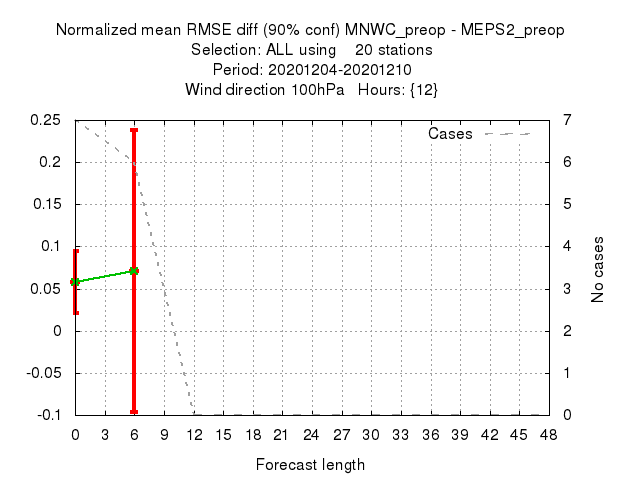 Normalized mean RMSE diff (90% conf) MNWC_preop - MEPS2_preop
Selection: ALL using    20 stations
Period: 20201204-20201210
Wind direction 100hPa   Hours: {12}
Cases
0.25
0.2
0.15
0.1
0.05
0
-0.05
-0.1
7
6
5
4
3
2
1
0
No cases
0 3 6 9 12 15 18 21 24 27 30 33 36 39 42 45 48
Forecast length